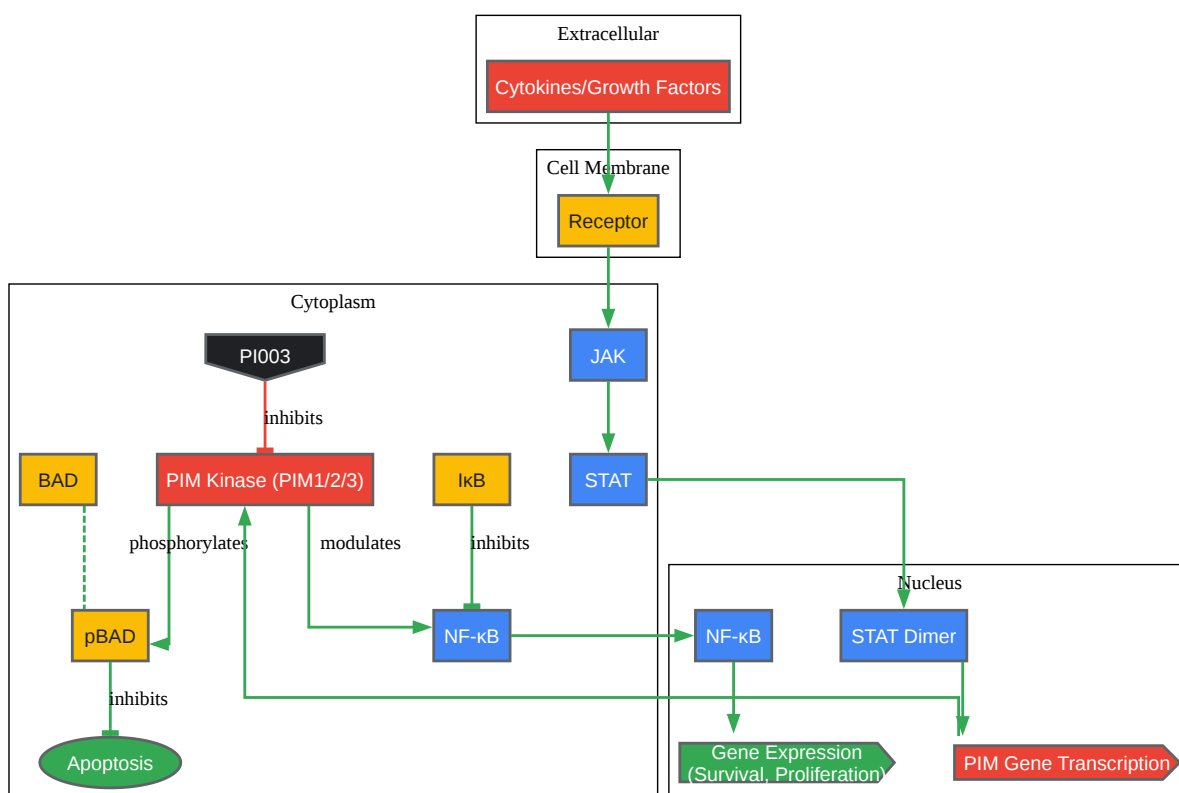 Extracellular
Cytokines/Growth Factors
Cell Membrane
Receptor
Cytoplasm
PI003
JAK
inhibits
BAD
PIM Kinase (PIM1/2/3)
IκB
STAT
phosphorylates
modulates
inhibits
Nucleus
pBAD
NF-κB
NF-κB
STAT Dimer
inhibits
Apoptosis
Gene Expression
(Survival, Proliferation)
PIM Gene Transcription